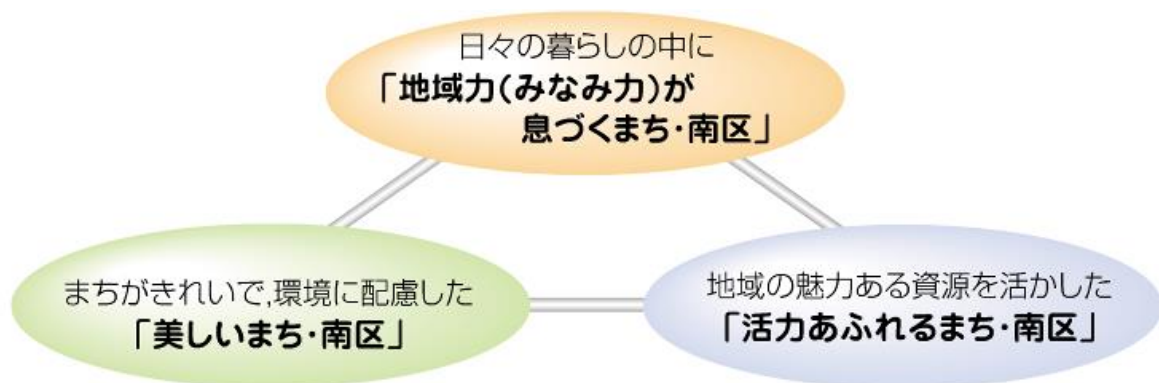 日々の暮らしの中に
「地域力(みなみ力)が
息づくまち・南区」
まちがきれいで,環境に配慮した
「美しいまち・南区」
地域の魅力ある資源を活かした
「活力あふれるまち・南区」